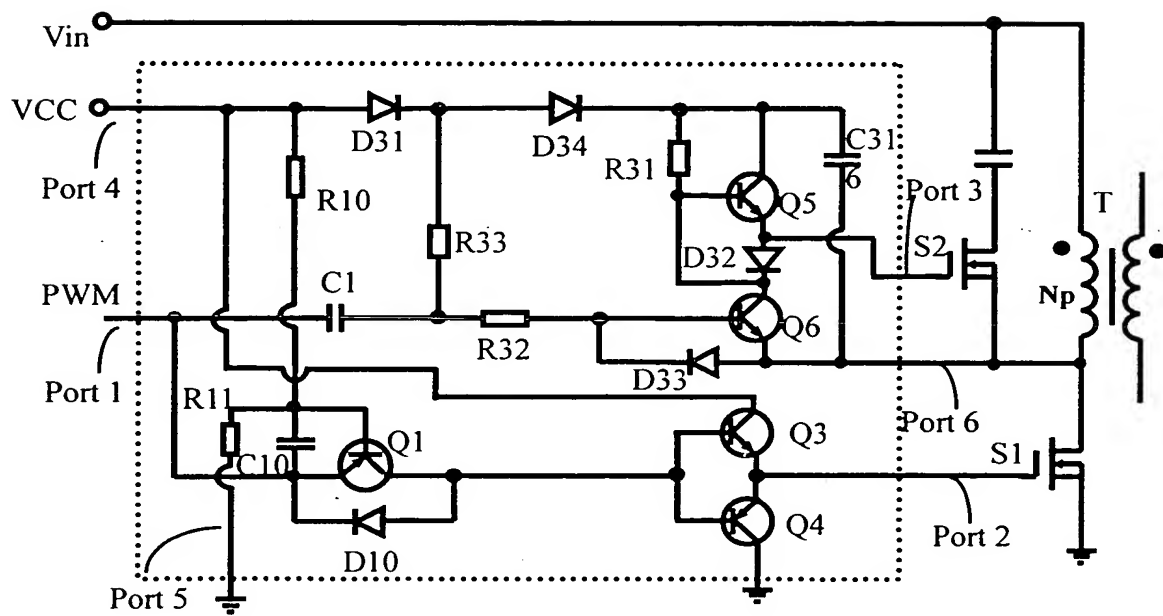 Vin
VCC
D31
D34
C31
R31
6
Port 3
T
Port 4
R10
Q5
S2
R33
D32
Np
PWM
C1
R32
Q6
D33
Port 1
R11
Port 6
Q1
Q3
C10
S1
D10
Q4
Port 2
Port 5